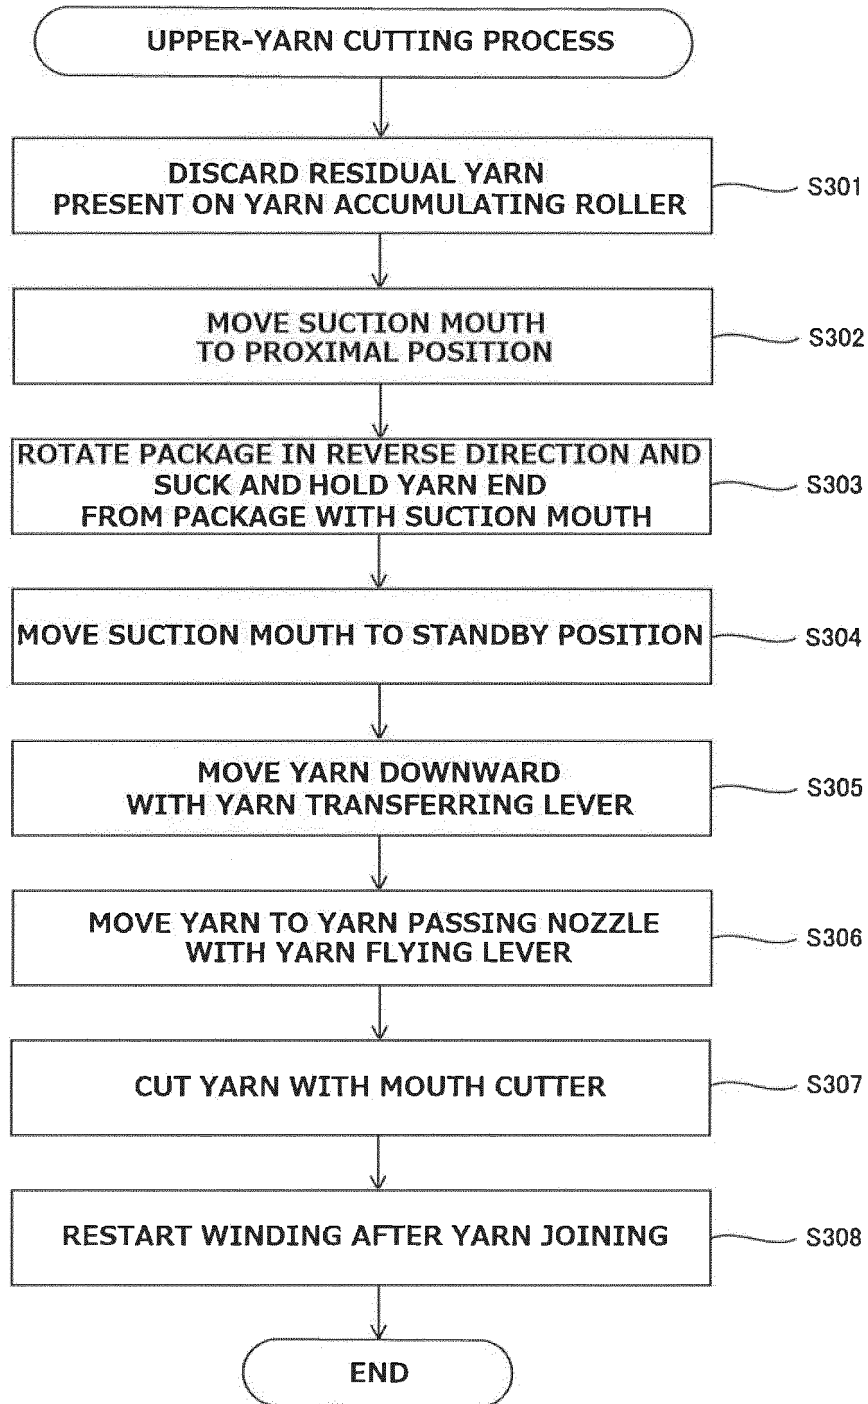 UPPER-YARN CUTTING PROCESS
DISCARD RESIDUAL YARN
PRESENT ON YARN ACCUMULATING ROLLER
S301
MOVE SUCTION MOUTH
TO PROXIMAL POSITION
S302
ROTATE PACKAGE IN REVERSE DIRECTION AND
SUCK AND HOLD YARN END
FROM PACKAGE WITH SUCTION MOUTH
S303
MOVE SUCTION MOUTH TO STANDBY POSITION
S304
MOVE YARN DOWNWARD
WITH YARN TRANSFERRING LEVER
S305
MOVE YARN TO YARN PASSING NOZZLE
WITH YARN FLYING LEVER
S306
CUT YARN WITH MOUTH CUTTER
S307
RESTART WINDING AFTER YARN JOINING
S308
END